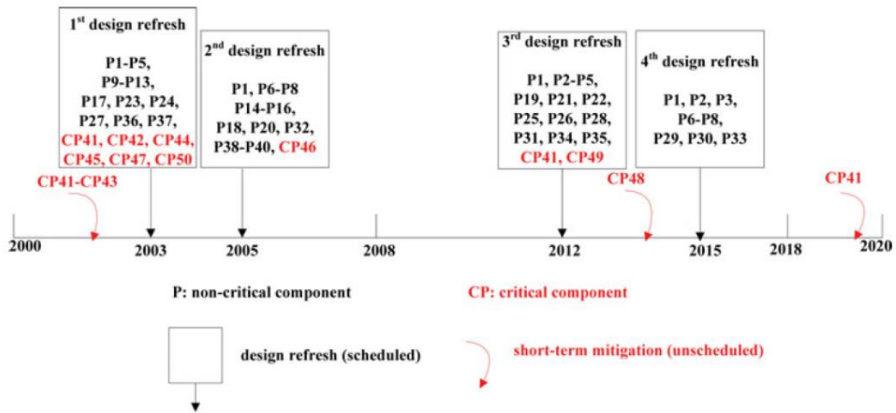 1st design refresh
P1-P5,
P9-P13,
P17, P23, P24,
P27, P36, P37,
CP41, CP42, CP44,
CP45, CP47, CP50
2nd design refresh
P1, P6-P8
P14-P16,
P18, P20, P32,
P38-P40, CP46
3rd design refresh
P1, P2-P5,
P19, P21, P22,
P25, P26, P28,
P31, P34, P35,
CP41, CP49
4th design refresh
P1, P2, P3,
P6-P8,
P29, P30, P33
CP41-CP43
CP48
CP41
2000
2003
2005
2008
2012
2015
2018
2020
P: non-critical component
CP: critical component
design refresh (scheduled)
short-term mitigation (unscheduled)